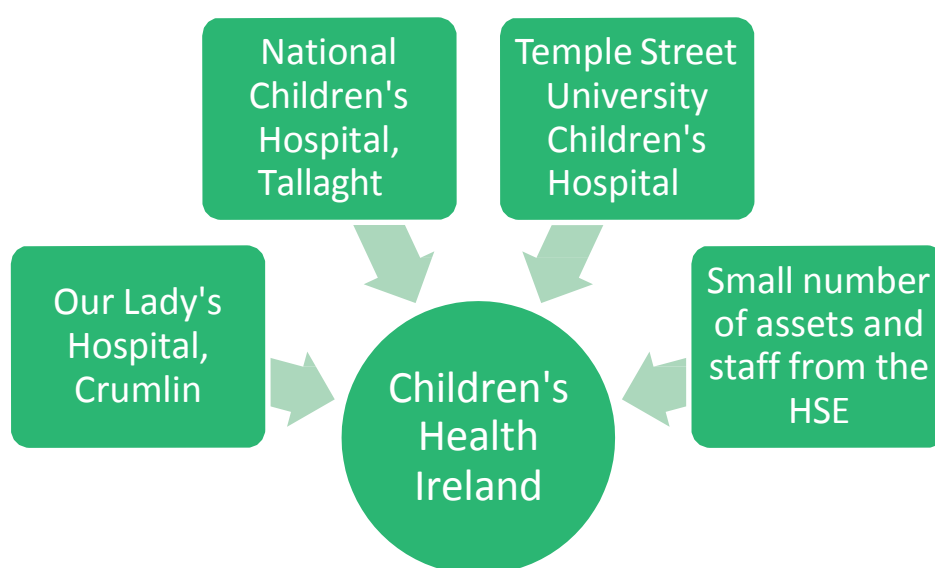 National
Children's
Hospital,
Tallaght
Temple Street
University
Children's
Hospital
Our Lady's
Hospital,
Crumlin
Small number
of assets and
staff from the
HSE
Children's
Health
Ireland